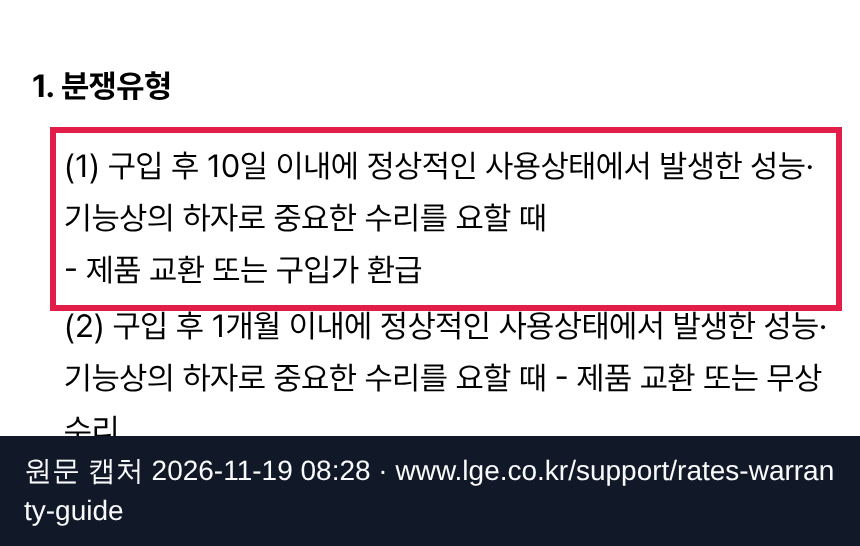 1. 분쟁유형
(1) 구입 후 10일 이내에 정상적인 사용상태에서 발생한 성능·
기능상의 하자로 중요한 수리를 요할 때
- 제품 교환 또는 구입가 환급
(2) 구입 후 1개월 이내에 정상적인 사용상태에서 발생한 성능·
기능상의 하자로 중요한 수리를 요할 때 - 제품 교환 또는 무상
수리
원문 캡처 2026-11-19 08:28 · www.lge.co.kr/support/rates-warran
ty-guide